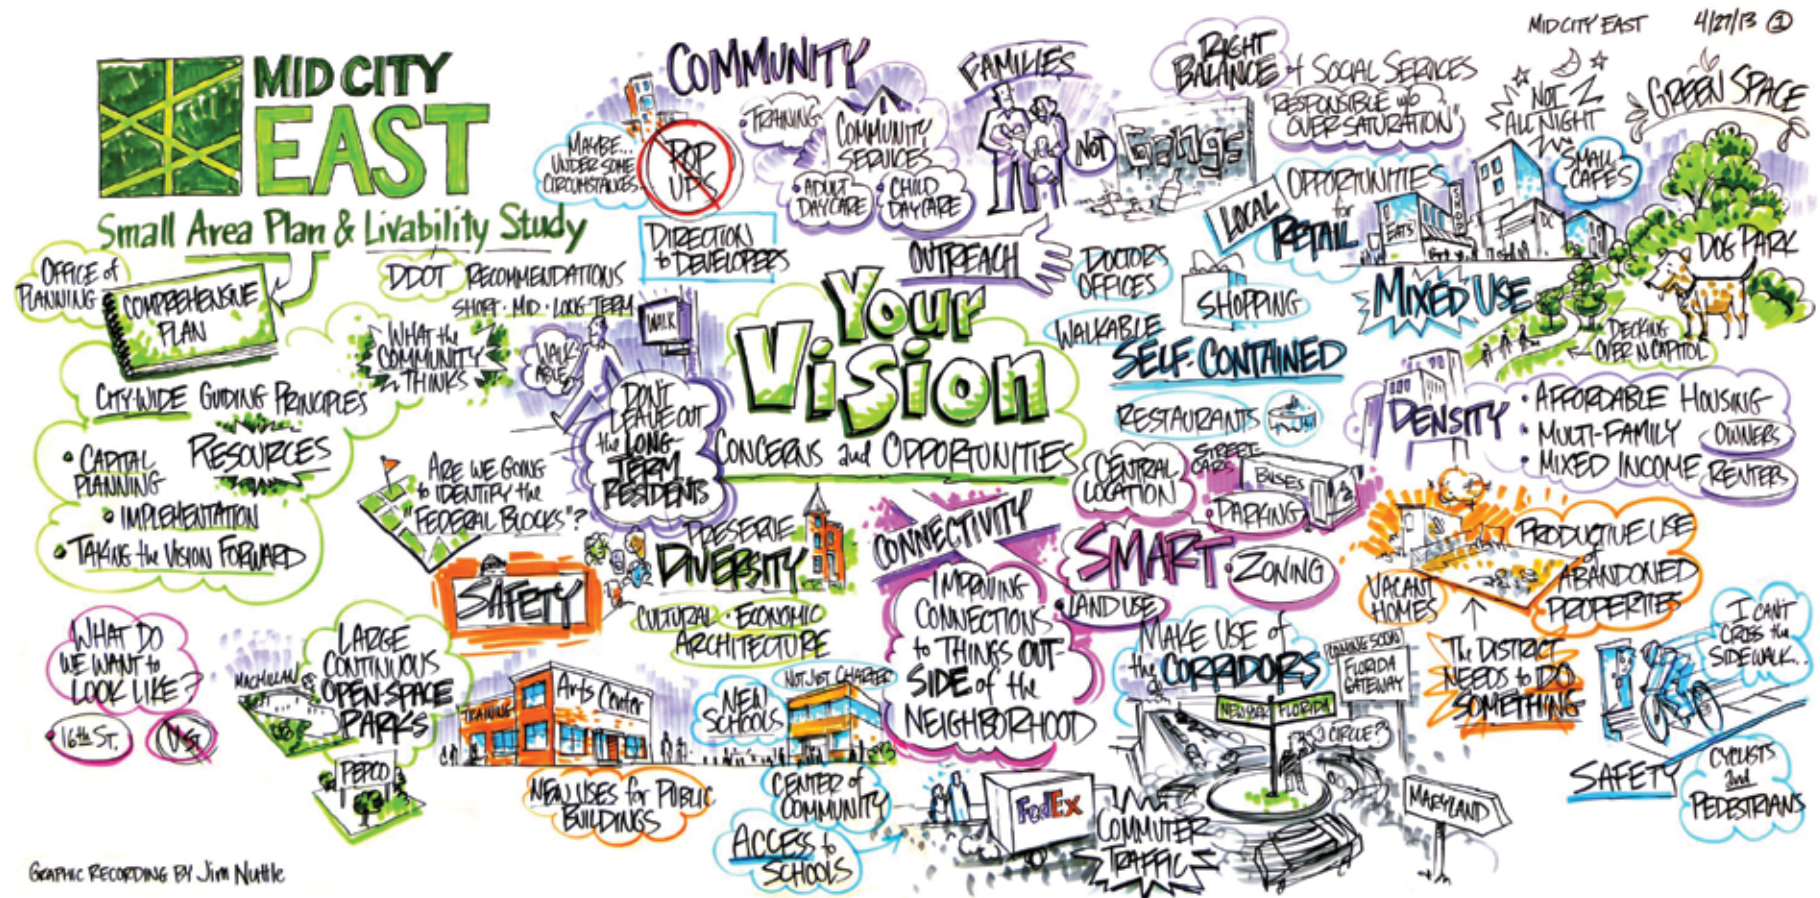 MID CITY EAST 4/27/13 1
MID CITY
EAST
Small Area Plan & Livability Study
OFFICE of
PLANNING
COMPREHENSIVE
PLAN
DDOT RECOMMENDATIONS
SHORT · MID · LONG-TERM
WHAT the
COMMUNITY
THINKS
CITY-WIDE GUIDING PRINCIPLES
RESOURCES
• CAPITAL
PLANNING
• IMPLEMENTATION
• TAKING the VISION FORWARD
ARE WE GOING
to IDENTIFY the
"FEDERAL BLOCKS"?
WALK
WALK-
ABLE
DON'T
LEAVE OUT
the LONG-
TERM
RESIDENTS
COMMUNITY
MAYBE...
UNDER SOME
CIRCUMSTANCES
POP
UPS
DIRECTION
to DEVELOPERS
• TRAINING
COMMUNITY
SERVICES
• ADULT
DAYCARE
• CHILD
DAYCARE
FAMILIES
NOT
Gangs
OUTREACH
RIGHT
BALANCE of SOCIAL SERVICES
"RESPONSIBLE w/o
OVER SATURATION"
Your
Vision
CONCERNS and OPPORTUNITIES
DOCTOR'S
OFFICES
SHOPPING
WALKABLE
SELF-CONTAINED
RESTAURANTS
OPPORTUNITIES
for
LOCAL
RETAIL
EATS
DC
NOT
ALL NIGHT
SMALL
CAFES
MIXED USE
GREEN SPACE
DOG PARK
DECKING
OVER N. CAPITOL
DENSITY
• AFFORDABLE HOUSING
• MULTI-FAMILY
• MIXED INCOME
OWNERS
RENTERS
CENTRAL
LOCATION
STREET-
CARS
BUSES
• PARKING
SMART
• ZONING
• LAND USE
CONNECTIVITY
IMPROVING
CONNECTIONS
to THINGS OUT-
SIDE of the
NEIGHBORHOOD
PRESERVE
DIVERSITY
CULTURAL · ECONOMIC
ARCHITECTURE
SAFETY
VACANT
HOMES
PRODUCTIVE USE
of
ABANDONED
PROPERTIES
The DISTRICT
NEEDS to DO
SOMETHING
I CAN'T
CROSS the
SIDEWALK...
SAFETY
CYCLISTS
and
PEDESTRIANS
WHAT DO
WE WANT to
LOOK LIKE?
• 16th ST.
MACMILLAN
LARGE
CONTINUOUS
OPEN SPACE
PARKS
PEPCO
TRAINING
Arts Center
NEW USES for PUBLIC
BUILDINGS
NEW
SCHOOLS
NOT JUST CHARTER
CENTER of
COMMUNITY
ACCESS to
SCHOOLS
FedEx
COMMUTER
TRAFFIC
MAKE USE of
the CORRIDORS
NEW YORK FLORIDA
COMING SOON
FLORIDA
GATEWAY
CIRCLE?
MARYLAND
GRAPHIC RECORDING BY Jim Nuttle